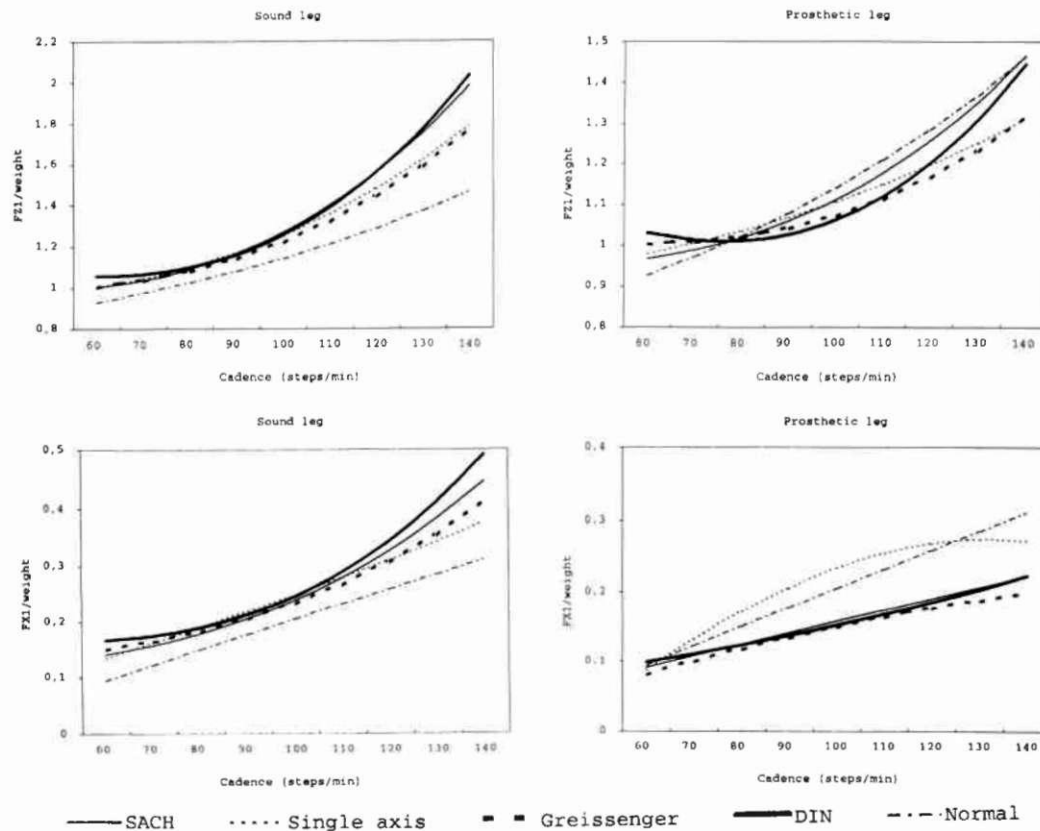 Sound leg
2,2
2
1,8
1,6
1,4
1,2
1
0,8
FZ1/weight
60 70 80 90 100 110 120 130 140
Cadence (steps/min)
Prosthetic leg
1,5
1,4
1,3
1,2
1,1
1
0,9
0,8
FZ1/weight
60 70 80 90 100 110 120 130 140
Cadence (steps/min)
Sound leg
0,5
0,4
0,3
0,2
0,1
0
FX1/weight
60 70 80 90 100 110 120 130 140
Cadence (steps/min)
Prosthetic leg
0,4
0,3
0,2
0,1
0
FX1/weight
60 70 80 90 100 110 120 130 140
Cadence (steps/min)
SACH Single axis Greissenger DIN Normal